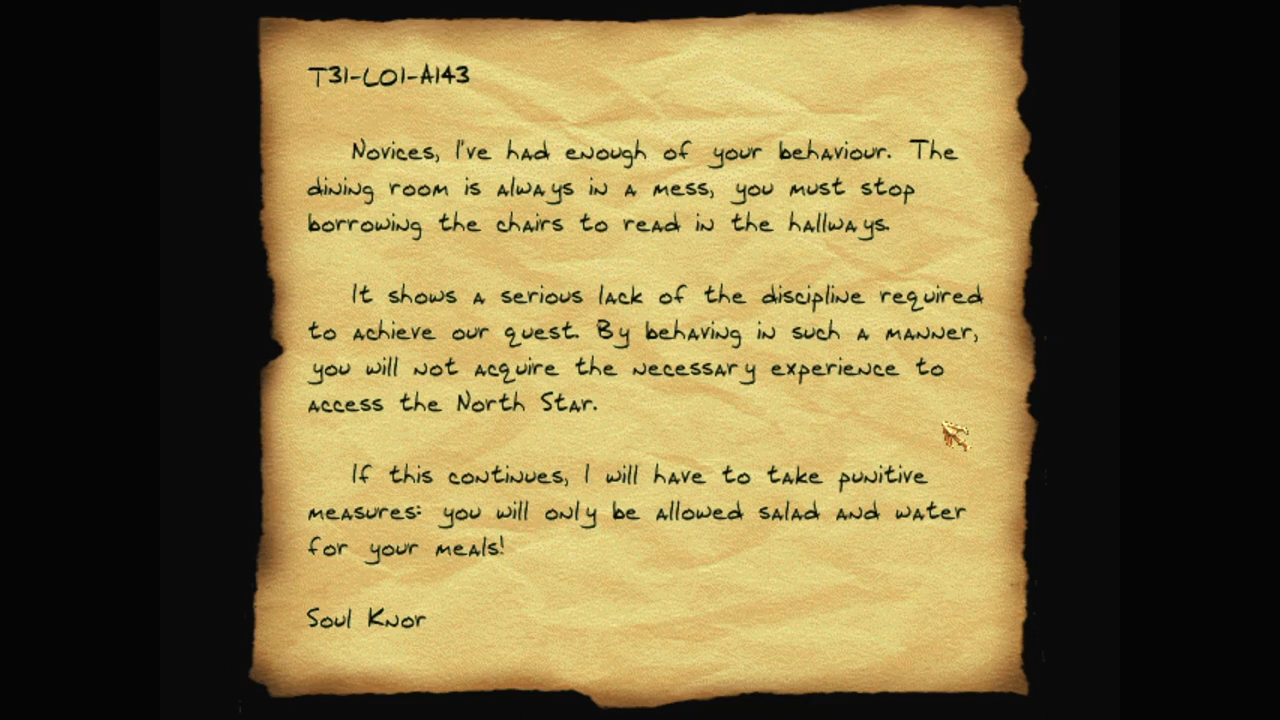 T31-L01-A143
Novices, I've had enough of your behaviour. The
dining room is always in a mess, you must stop
borrowing the chairs to read in the hallways.
It shows a serious lack of the discipline required
to achieve our quest. By behaving in such a manner,
you will not acquire the necessary experience to
access the North Star.
If this continues, I will have to take punitive
measures: you will only be allowed salad and water
for your meals!
Soul Knor